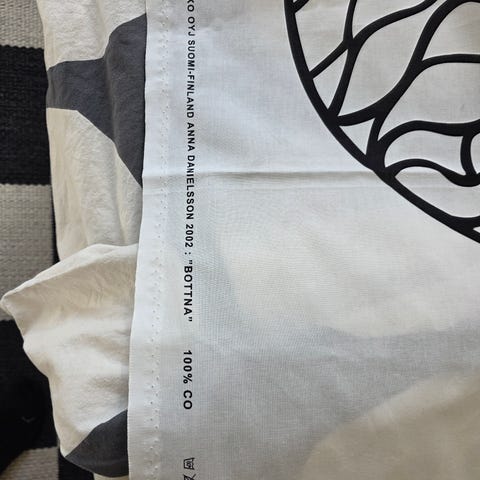 KO OYJ SUOMI-FINLAND ANNA DANIELSSON 2002 : "BOTTNA" 100% CO